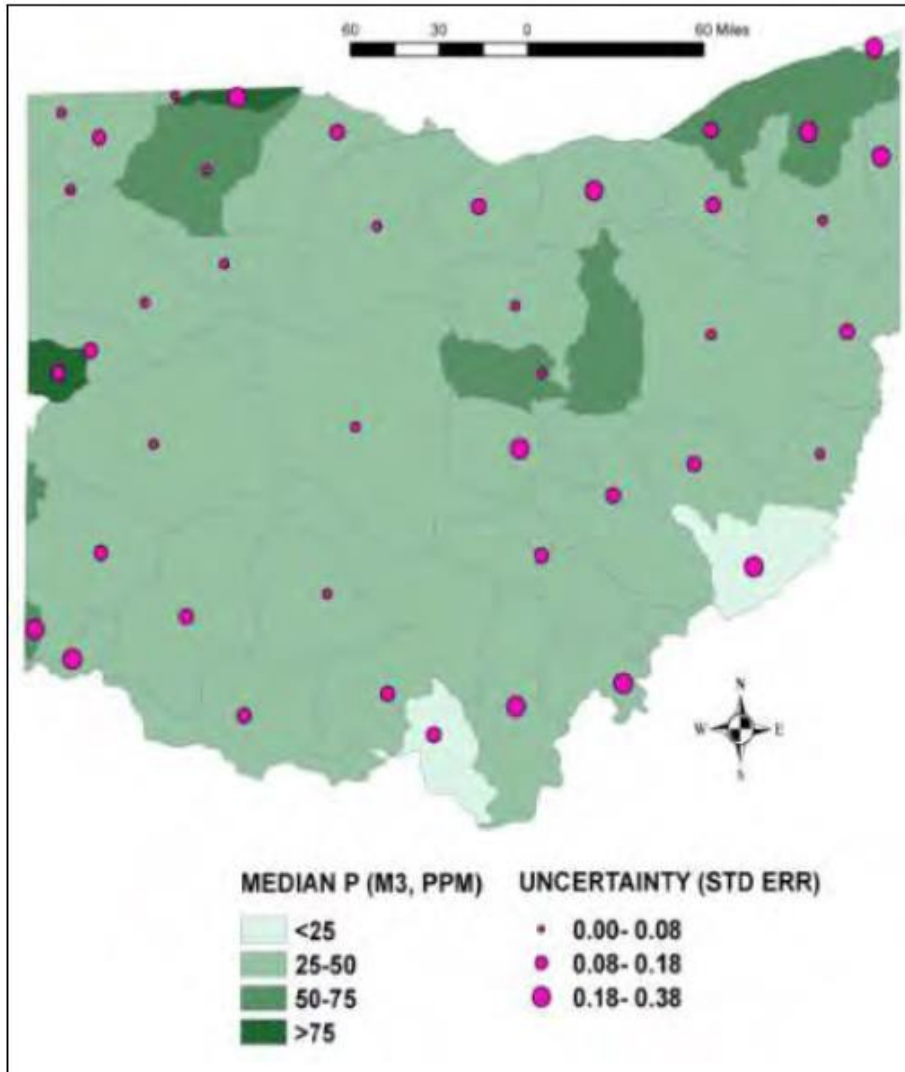 60 30 0 60 Miles
N
W E
S
MEDIAN P (M3, PPM) UNCERTAINTY (STD ERR)
<25 0.00- 0.08
25-50 0.08- 0.18
50-75 0.18- 0.38
>75